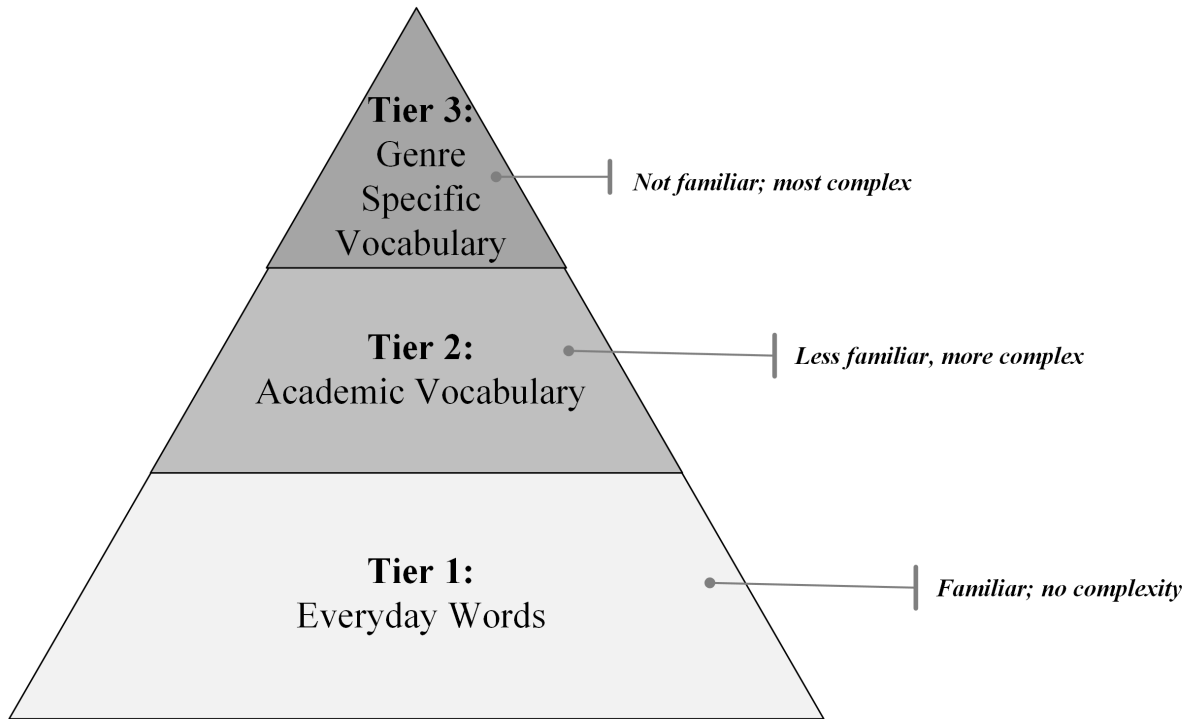 Tier 3:
Genre
Specific
Vocabulary
Not familiar; most complex
Tier 2:
Academic Vocabulary
Less familiar, more complex
Tier 1:
Everyday Words
Familiar; no complexity